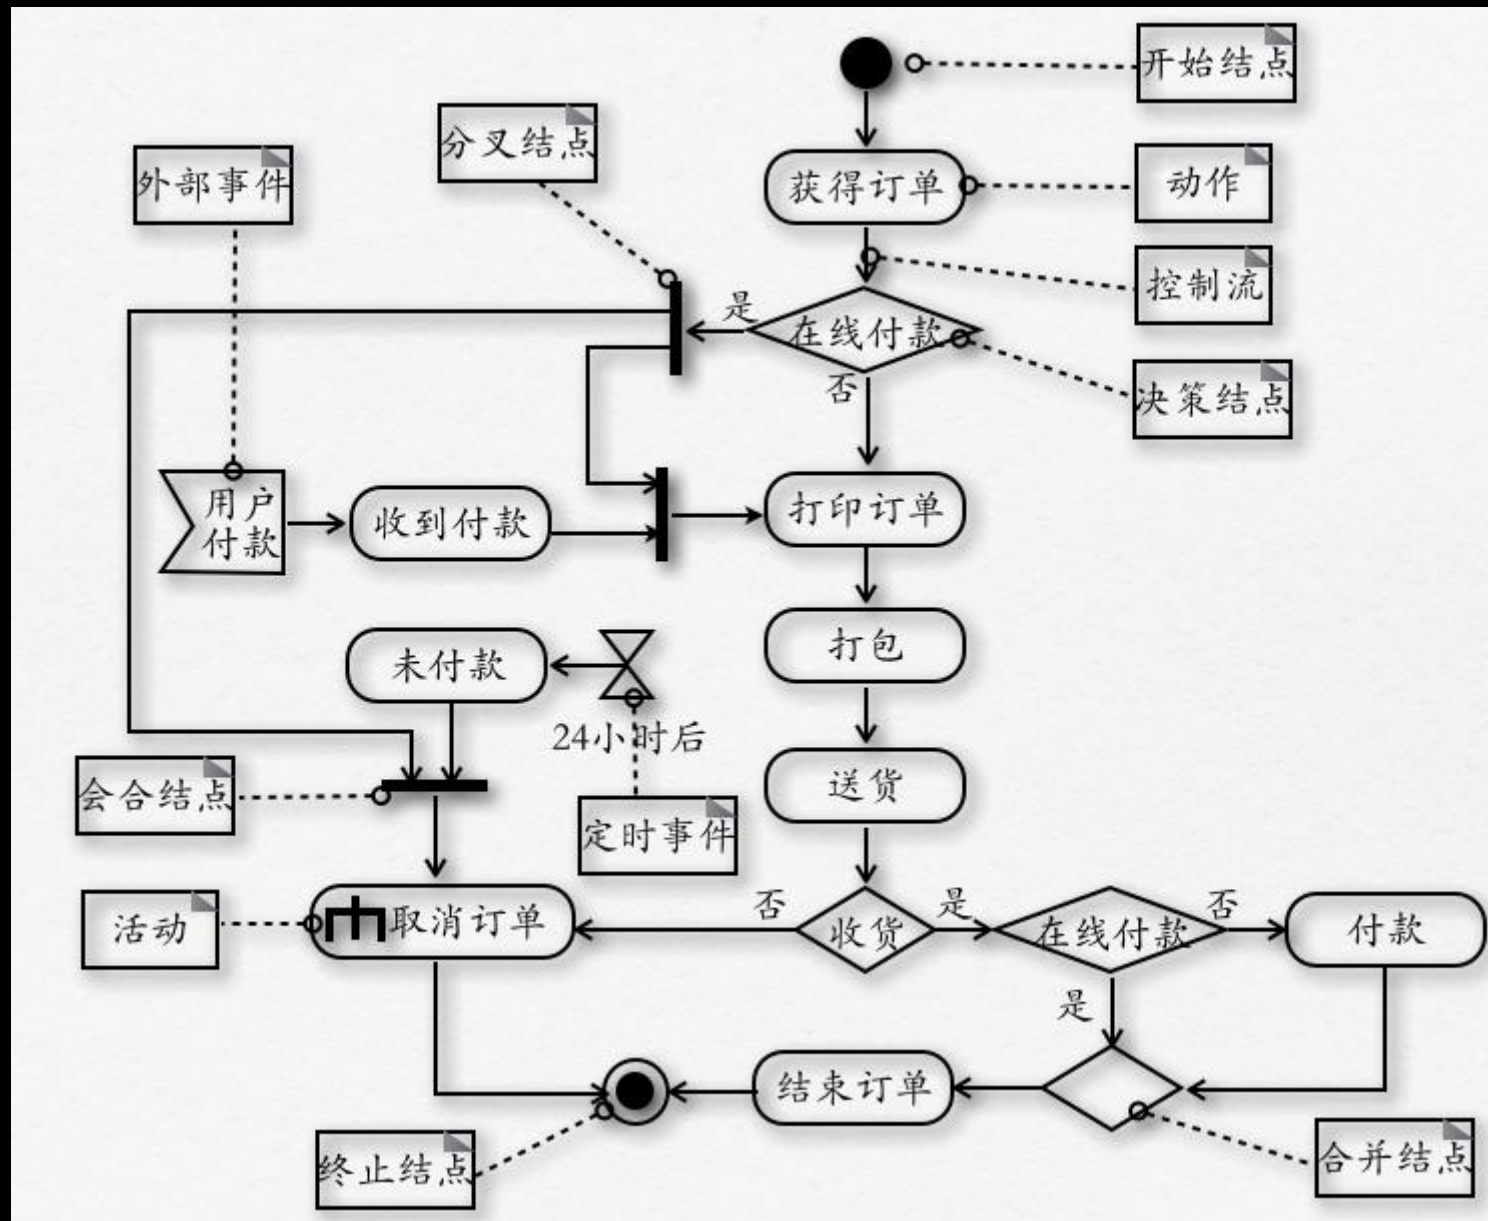 开始结点
分叉结点
外部事件
获得订单
动作
控制流
是
在线付款
否
决策结点
用户
付款
收到付款
打印订单
打包
未付款
24小时后
送货
会合结点
定时事件
活动
取消订单
否
收货
是
在线付款
否
付款
是
结束订单
终止结点
合并结点